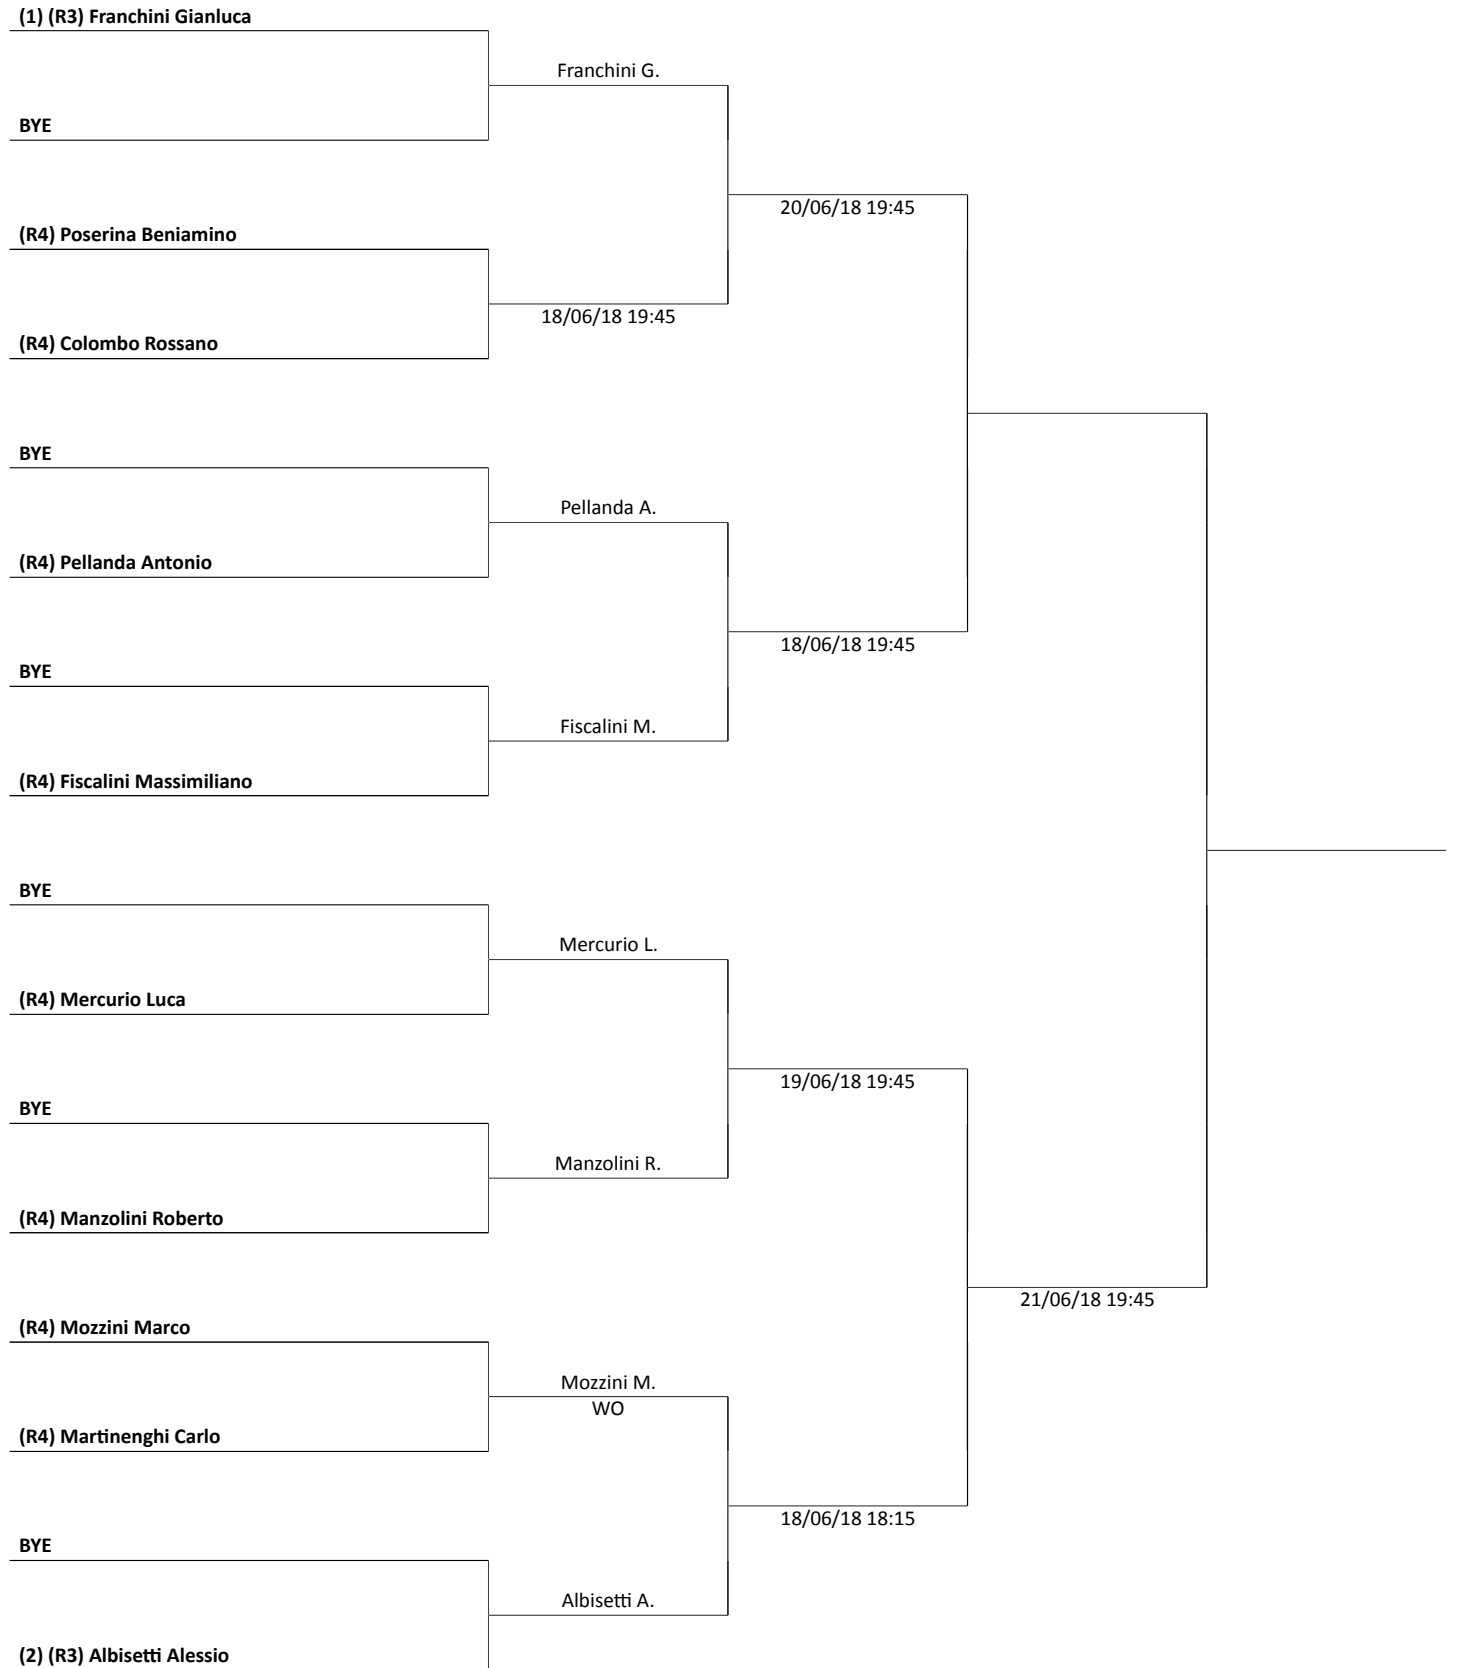 (1) (R3) Franchini Gianluca
Franchini G.
BYE
20/06/18 19:45
(R4) Poserina Beniamino
18/06/18 19:45
(R4) Colombo Rossano
BYE
Pellanda A.
(R4) Pellanda Antonio
18/06/18 19:45
BYE
Fiscalini M.
(R4) Fiscalini Massimiliano
BYE
Mercurio L.
(R4) Mercurio Luca
19/06/18 19:45
BYE
Manzolini R.
(R4) Manzolini Roberto
21/06/18 19:45
(R4) Mozzini Marco
Mozzini M.
WO
(R4) Martinenghi Carlo
18/06/18 18:15
BYE
Albisetti A.
(2) (R3) Albisetti Alessio